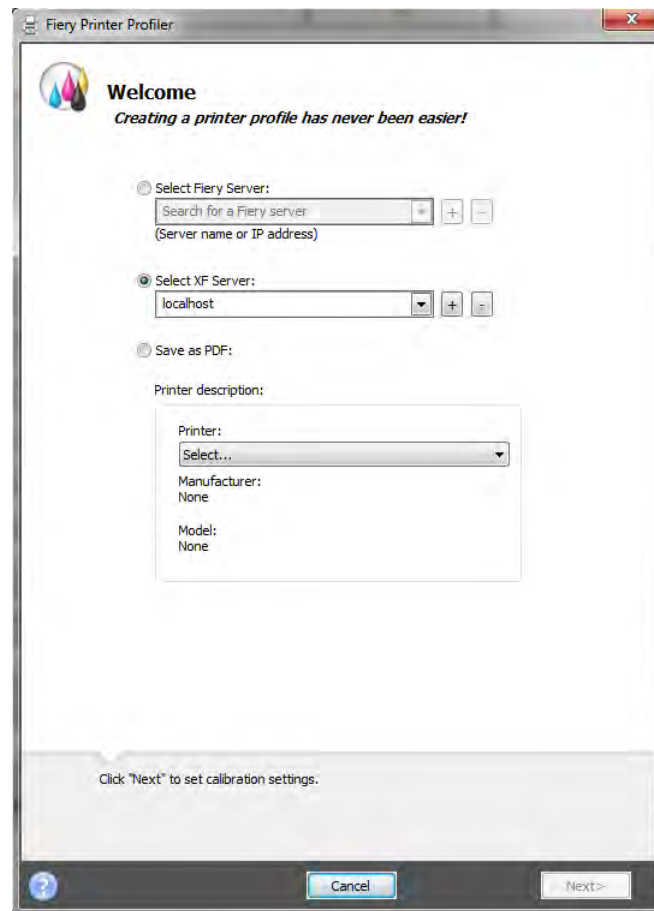 Fiery Printer Profiler
x
Welcome
Creating a printer profile has never been easier!
Select Fiery Server:
Search for a Fiery server
+ -
(Server name or IP address)
Select XF Server:
localhost
+ -
Save as PDF:
Printer description:
Printer:
Select...
Manufacturer:
None
Model:
None
Click "Next" to set calibration settings.
? Cancel Next>